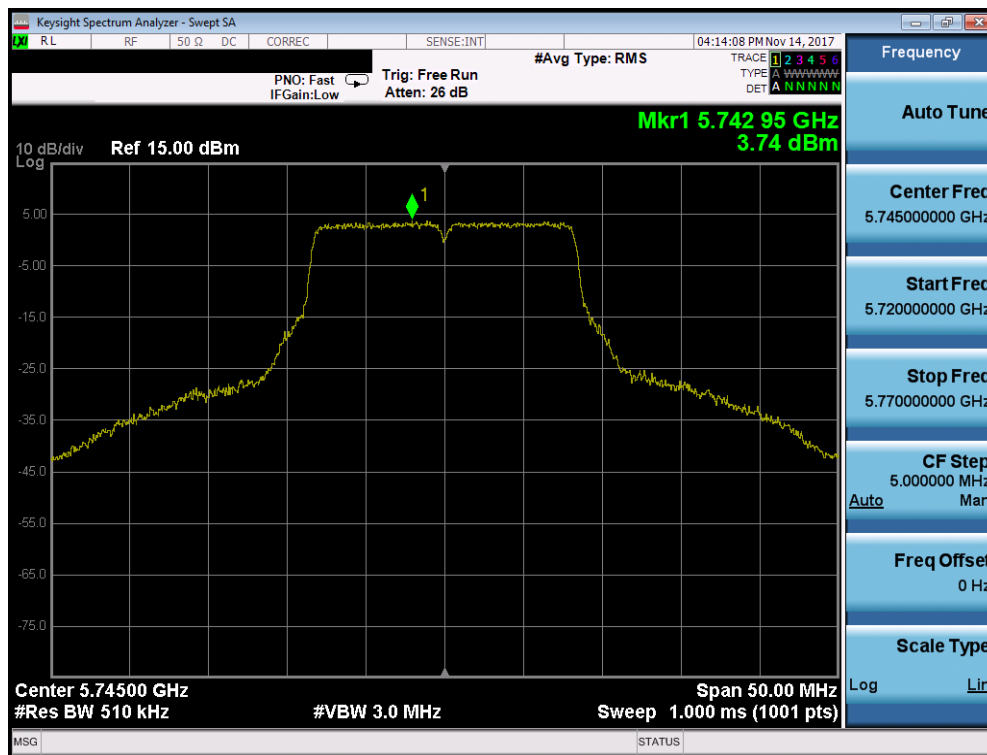 Keysight Spectrum Analyzer - Swept SA
LXI RL RF 50 Ω DC CORREC SENSE:INT 04:14:08 PM Nov 14, 2017
#Avg Type: RMS
TRACE 1 2 3 4 5 6
PNO: Fast Trig: Free Run TYPE A WWWWW
IFGain:Low Atten: 26 dB DET A N N N N N
Mkr1 5.742 95 GHz
10 dB/div Ref 15.00 dBm 3.74 dBm
Log
1
5.00
-5.00
-15.0
-25.0
-35.0
-45.0
-55.0
-65.0
-75.0
Center 5.74500 GHz Span 50.00 MHz
#Res BW 510 kHz #VBW 3.0 MHz Sweep 1.000 ms (1001 pts)
MSG STATUS
Frequency
Auto Tune
Center Freq
5.745000000 GHz
Start Freq
5.720000000 GHz
Stop Freq
5.770000000 GHz
CF Step
5.000000 MHz
Auto Man
Freq Offset
0 Hz
Scale Type
Log Lin